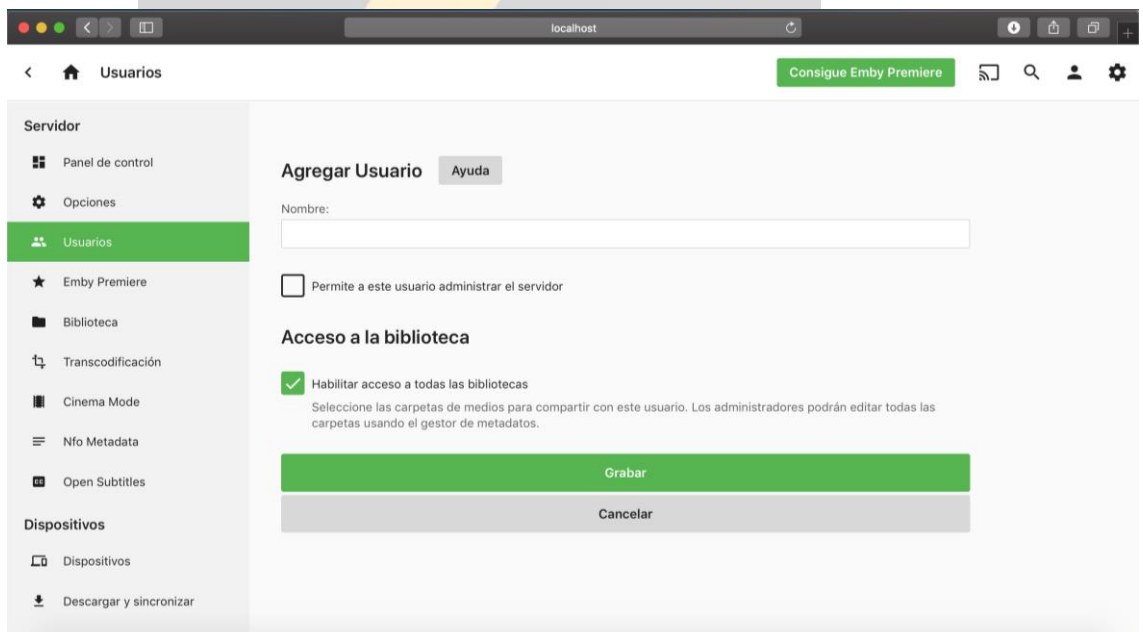 localhost
Usuarios
Consigue Emby Premiere
Servidor
Panel de control
Opciones
Usuarios
Emby Premiere
Biblioteca
Transcodificación
Cinema Mode
Nfo Metadata
Open Subtitles
Dispositivos
Dispositivos
Descargar y sincronizar
Agregar Usuario Ayuda
Nombre:
Permite a este usuario administrar el servidor
Acceso a la biblioteca
Habilitar acceso a todas las bibliotecas
Seleccione las carpetas de medios para compartir con este usuario. Los administradores podrán editar todas las
carpetas usando el gestor de metadatos.
Grabar
Cancelar